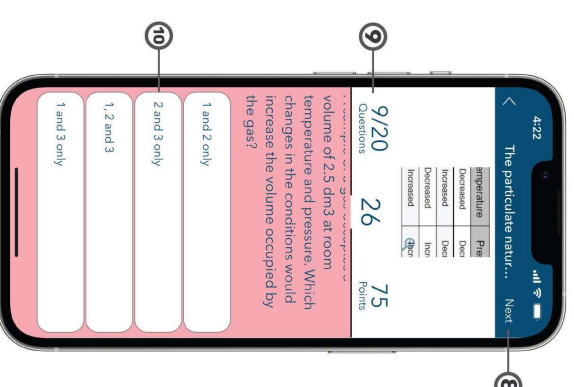 4:22
The particulate natur...
Next
8
emperature Pre
Decreased Dec
Increased Dec
Decreased Incr
Increased Incr
9/20 26 75
Questions Points
volume of 2.5 dm3 at room
temperature and pressure. Which
changes in the conditions would
increase the volume occupied by
the gas?
1 and 2 only
2 and 3 only
1, 2 and 3
1 and 3 only
9
10